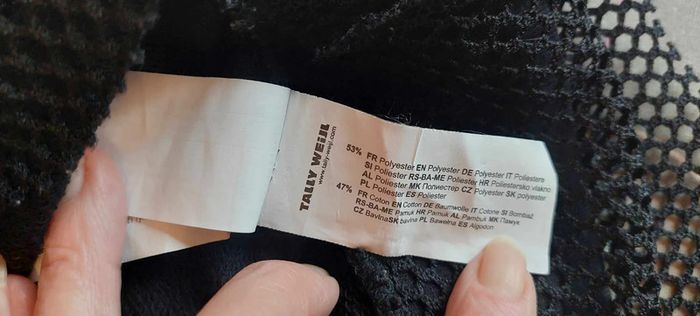 TALLY WEiJL
www.tally-weijl.com
53% FR Polyester EN Polyester DE Polyester IT Poliestere
SI Poliester RS-BA-ME Poliester HR Poliestersko vlakno
AL Poliester MK Полиестер CZ Polyester SK polyester
PL Poliester ES Poliester
47% FR Coton EN Cotton DE Baumwolle IT Cotone SI Bombaž
RS-BA-ME Pamuk HR Pamuk AL Pambuk MK Памук
CZ Bavlna SK bavlna PL Bawełna ES Algodon